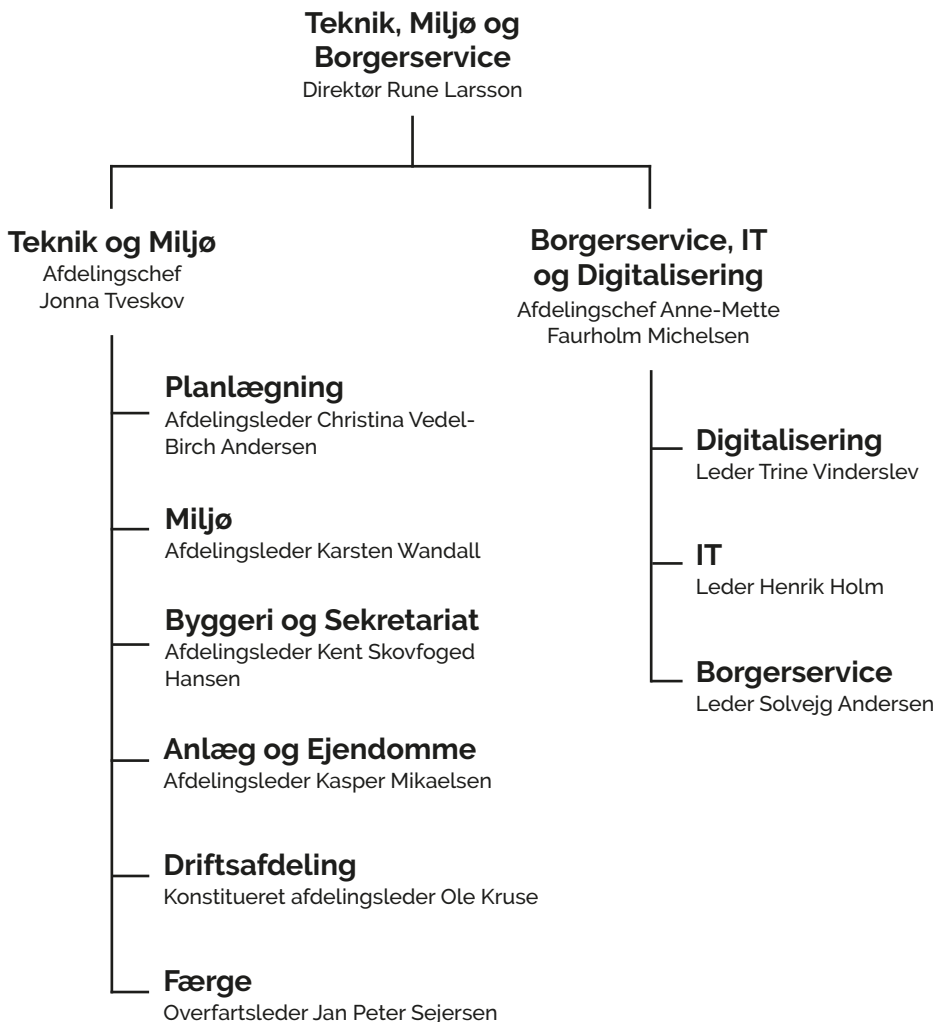 Teknik, Miljø og
Borgerservice
Direktør Rune Larsson
Teknik og Miljø
Afdelingschef
Jonna Tveskov
Planlægning
Afdelingsleder Christina Vedel-
Birch Andersen
Miljø
Afdelingsleder Karsten Wandall
Byggeri og Sekretariat
Afdelingsleder Kent Skovfoged
Hansen
Anlæg og Ejendomme
Afdelingsleder Kasper Mikaelsen
Driftsafdeling
Konstitueret afdelingsleder Ole Kruse
Færge
Overfartsleder Jan Peter Sejersen
Borgerservice, IT
og Digitalisering
Afdelingschef Anne-Mette
Faurholm Michelsen
Digitalisering
Leder Trine Vinderslev
IT
Leder Henrik Holm
Borgerservice
Leder Solvejg Andersen